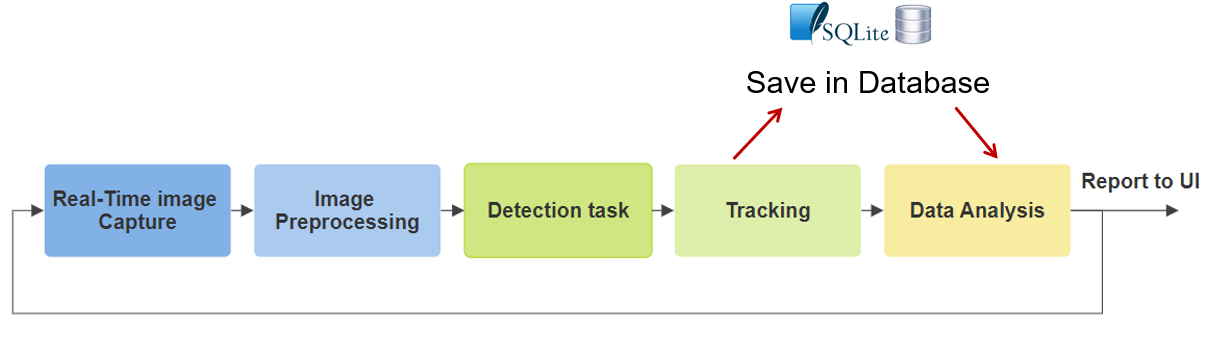 SQLite
Save in Database
Real-Time image
Capture
Image
Preprocessing
Detection task
Tracking
Data Analysis
Report to UI